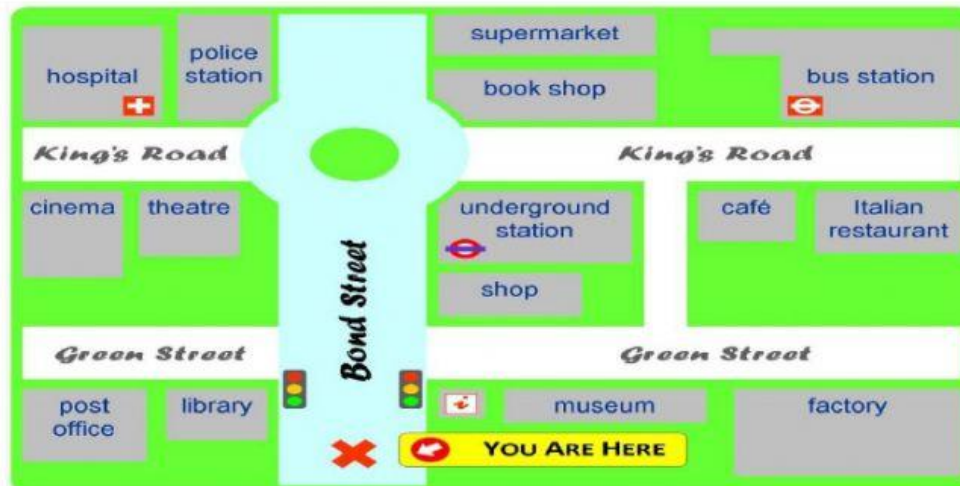 hospital
police
station
supermarket
book shop
bus station
King's Road
King's Road
cinema
theatre
underground
station
café
Italian
restaurant
shop
Bond Street
Green Street
Green Street
post
office
library
i
museum
factory
YOU ARE HERE